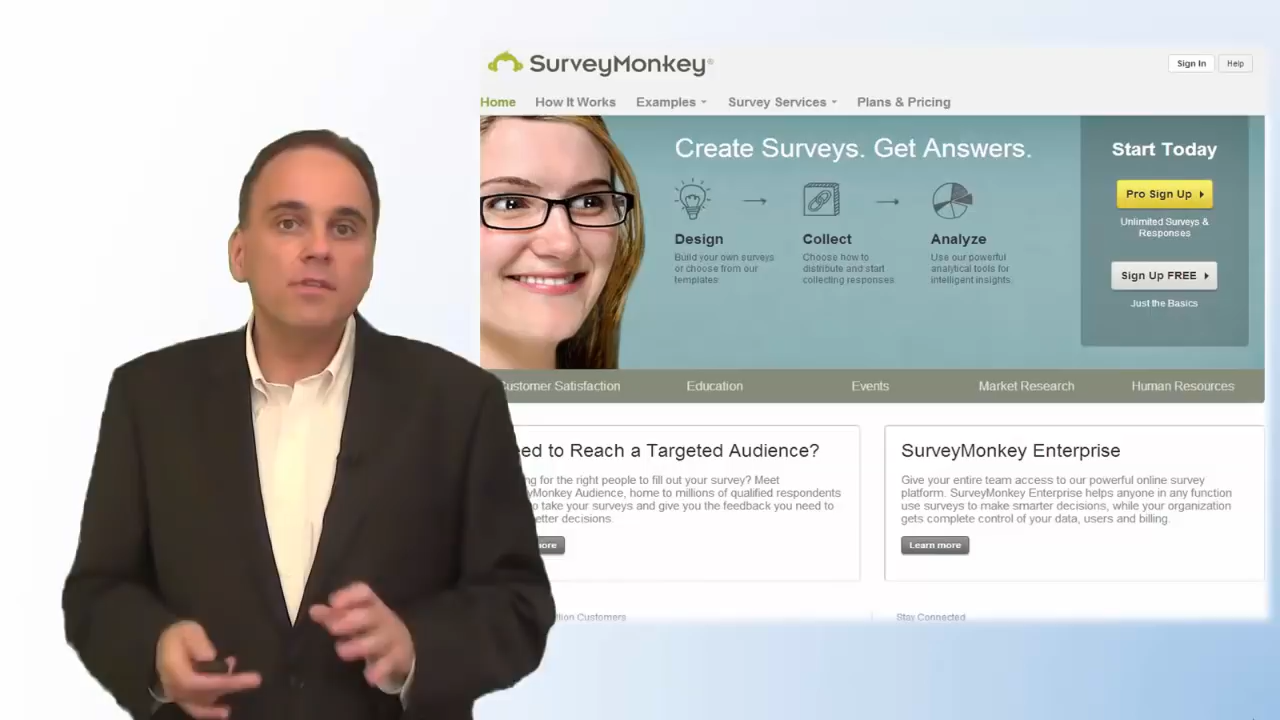 SurveyMonkey®
Sign In
Help
Home
How It Works
Examples
Survey Services
Plans & Pricing
Create Surveys. Get Answers.
Design
Build your own surveys
or choose from our
templates.
Collect
Choose how to
distribute and start
collecting responses.
Analyze
Use our powerful
analytical tools for
intelligent insights.
Start Today
Pro Sign Up
Unlimited Surveys &
Responses
Sign Up FREE
Just the Basics
Customer Satisfaction
Education
Events
Market Research
Human Resources
to Reach a Targeted Audience?
for the right people to fill out your survey? Meet
Audience, home to millions of qualified respondents
to take your surveys and give you the feedback you need to
decisions.
SurveyMonkey Enterprise
Give your entire team access to our powerful online survey
platform. SurveyMonkey Enterprise helps anyone in any function
use surveys to make smarter decisions, while your organization
gets complete control of your data, users and billing.
Learn more
Customers
Stay Connected